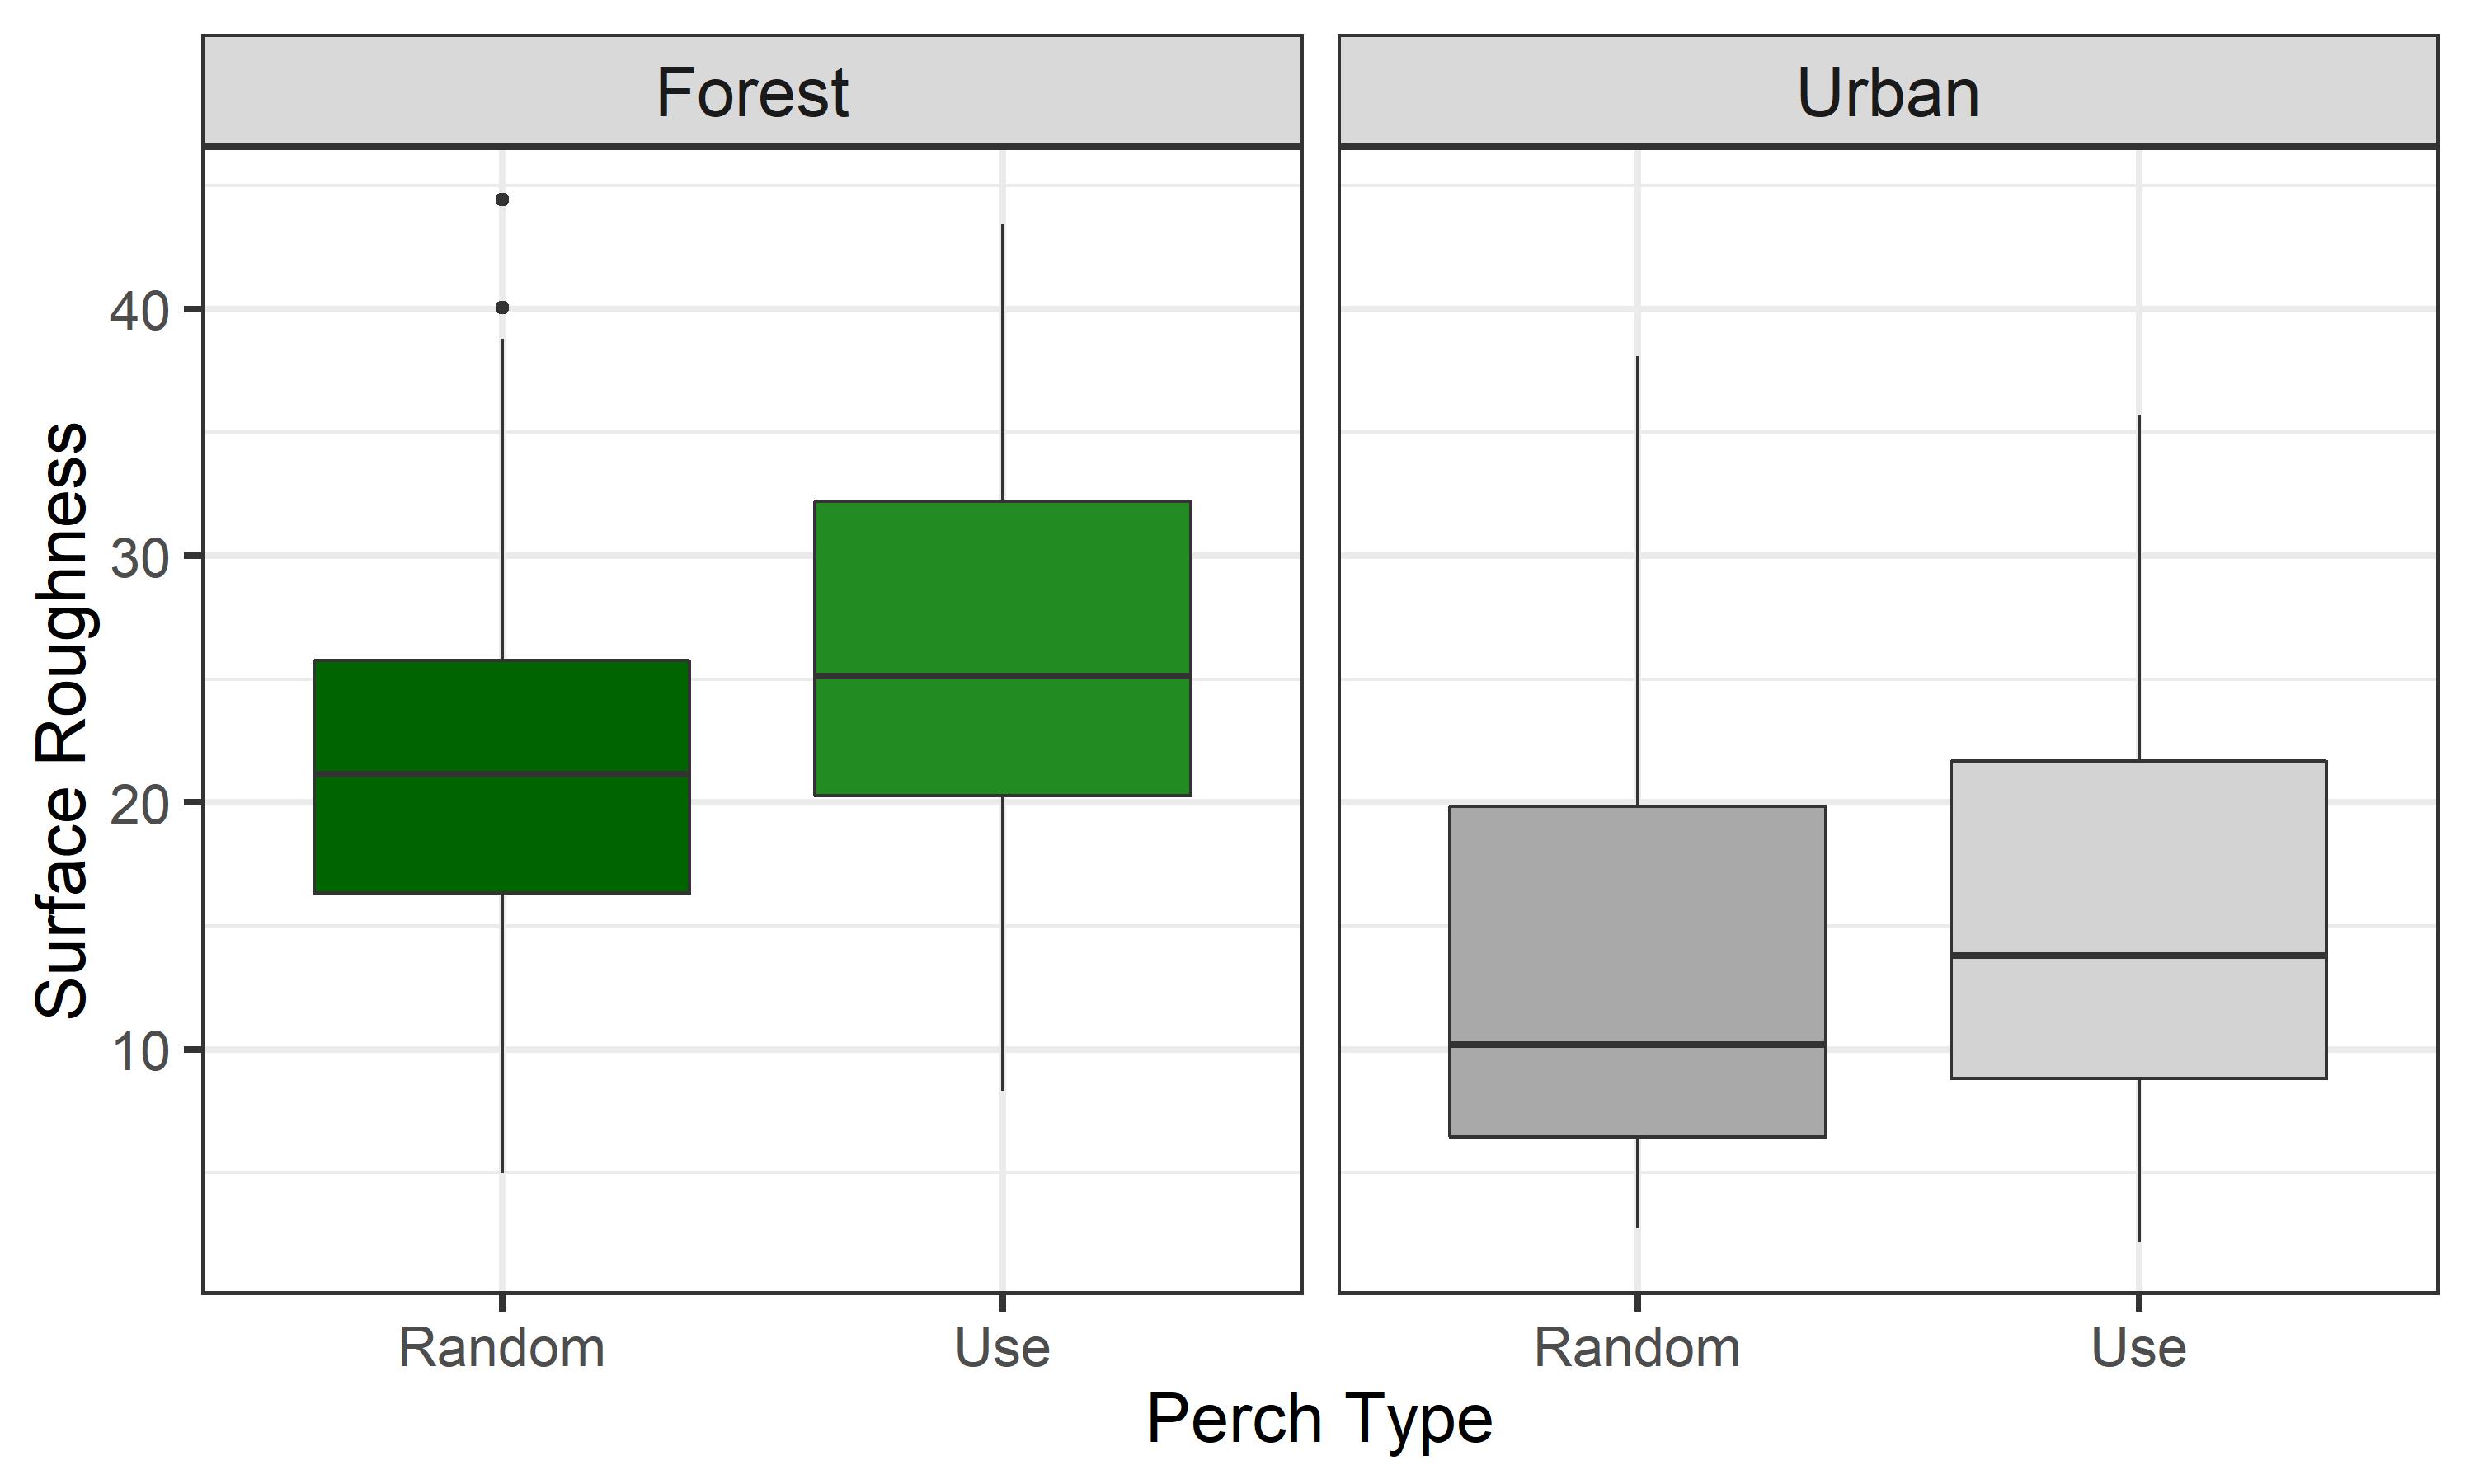 Forest
Urban
Surface Roughness
40
30
20
10
Random
Use
Random
Use
Perch Type